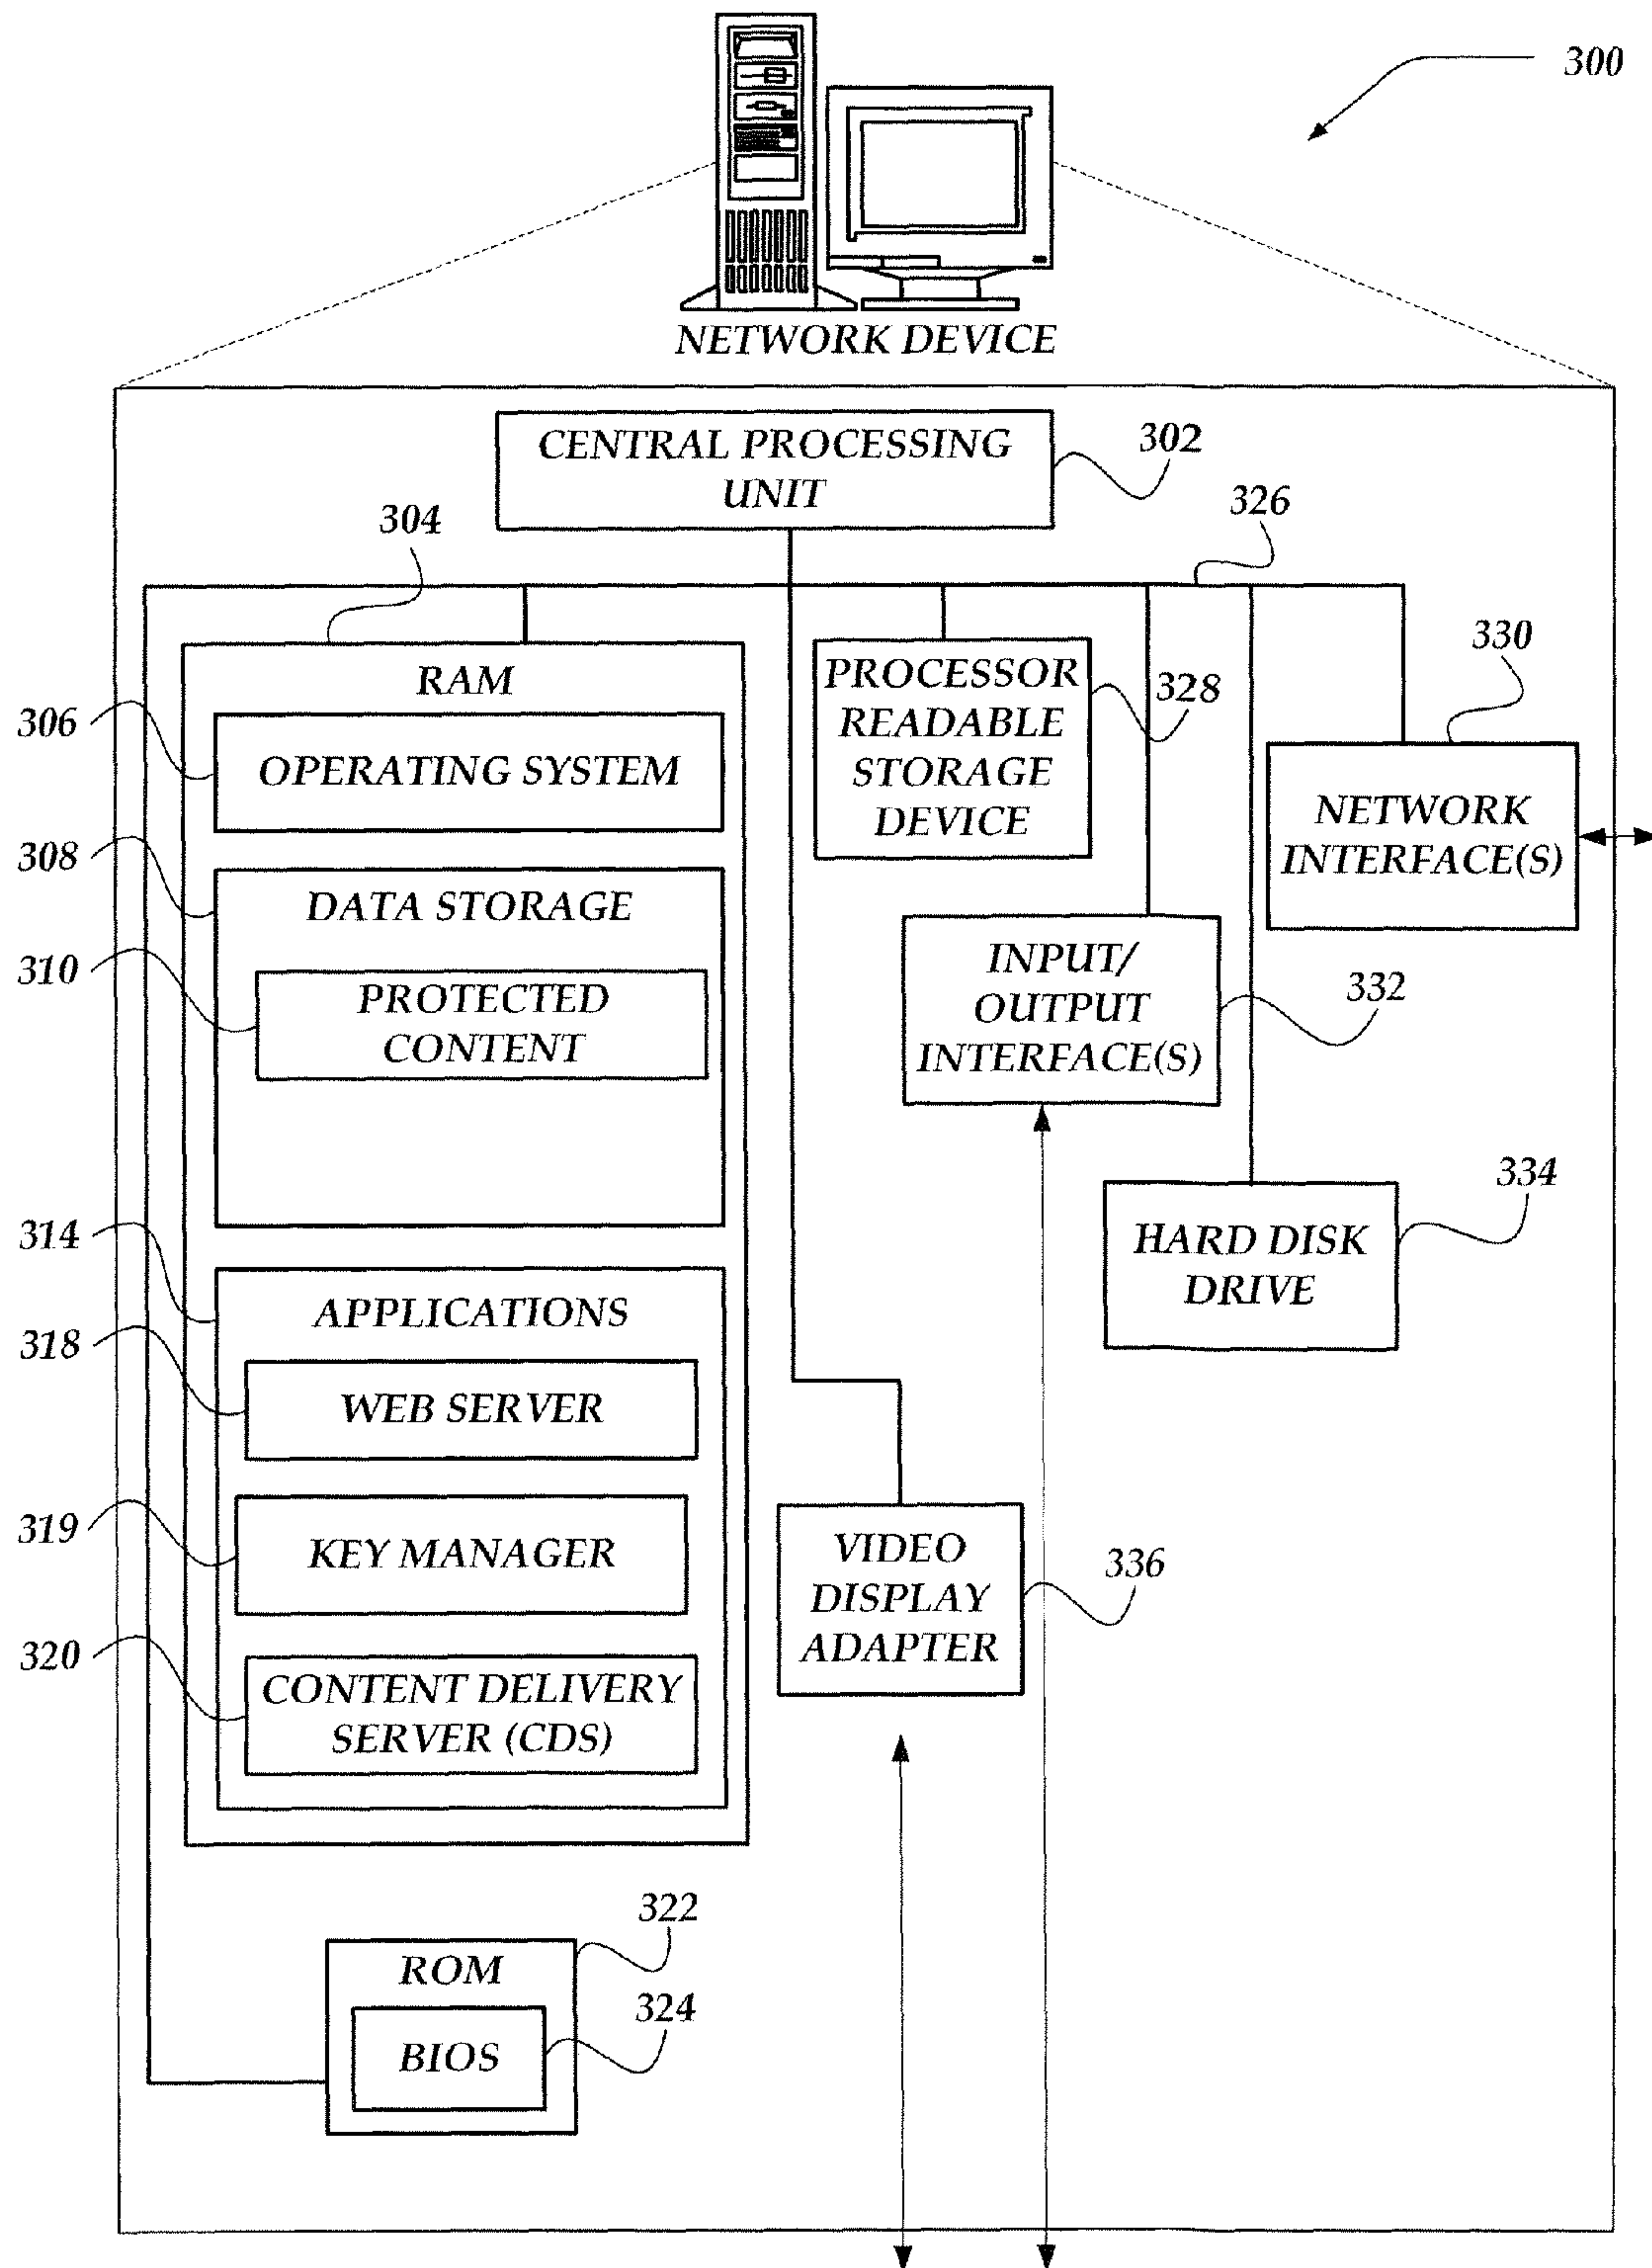 300
NETWORK DEVICE
CENTRAL PROCESSING
UNIT
302
304
326
RAM
306
OPERATING SYSTEM
308
DATA STORAGE
310
PROTECTED
CONTENT
314
APPLICATIONS
318
WEB SERVER
319
KEY MANAGER
320
CONTENT DELIVERY
SERVER (CDS)
PROCESSOR
READABLE
STORAGE
DEVICE
328
330
NETWORK
INTERFACE(S)
INPUT/
OUTPUT
INTERFACE(S)
332
334
HARD DISK
DRIVE
VIDEO
DISPLAY
ADAPTER
336
322
ROM
324
BIOS